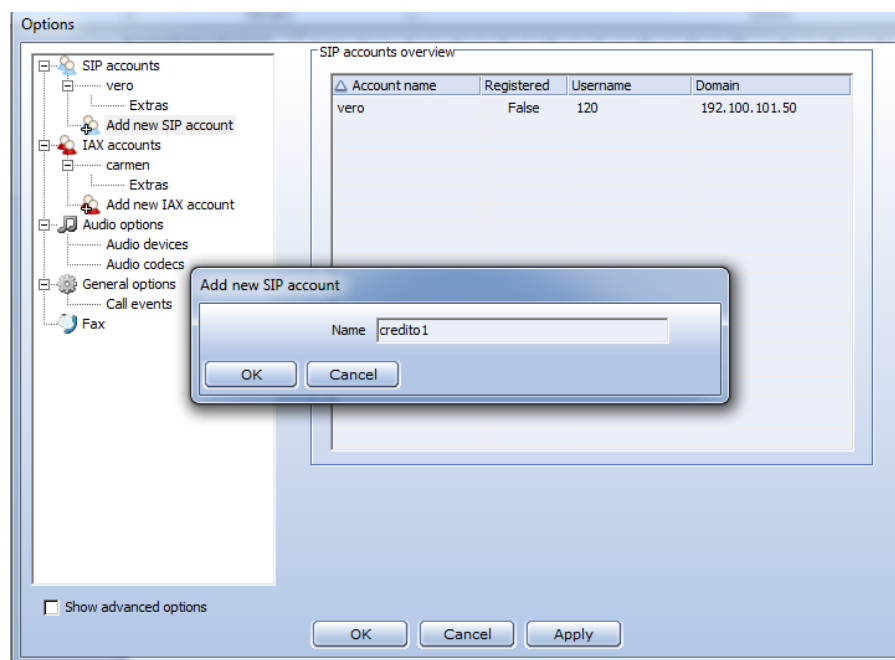 Options
SIP accounts
vero
Extras
Add new SIP account
IAX accounts
carmen
Extras
Add new IAX account
Audio options
Audio devices
Audio codecs
General options
Call events
Fax
SIP accounts overview
Account name Registered Username Domain
vero False 120 192.100.101.50
Add new SIP account
Name credito1
OK Cancel
Show advanced options
OK Cancel Apply